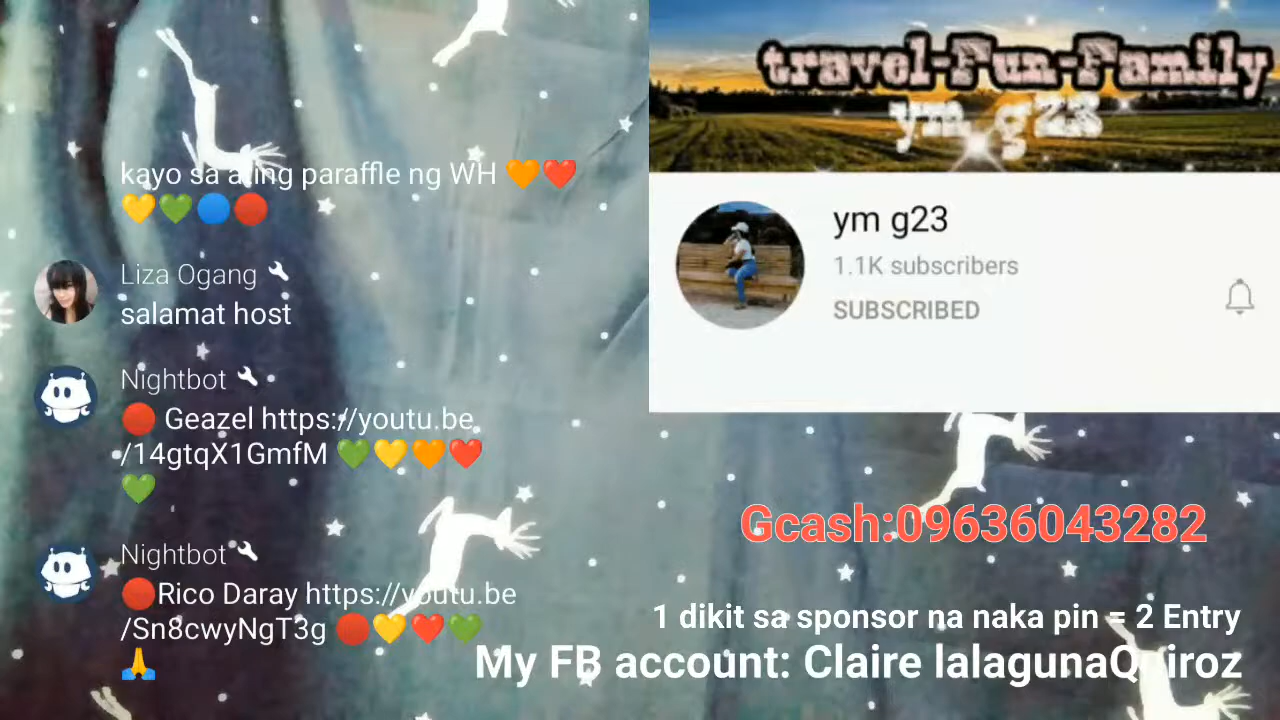 kayo sa ating paraffle ng WH 🧡❤️
💛💚🔵🔴
Liza Ogang
salamat host
Nightbot
🔴 Geazel https://youtu.be
/14gtqX1GmfM 💚💛🧡❤️
💚
Nightbot
🔴Rico Daray https://youtu.be
/Sn8cwyNgT3g 🔴💛❤️💚
🙏
travel-Fun-Family
ym g23
ym g23
1.1K subscribers
SUBSCRIBED
Gcash:09636043282
1 dikit sa sponsor na naka pin = 2 Entry
My FB account: Claire lalagunaQuiroz